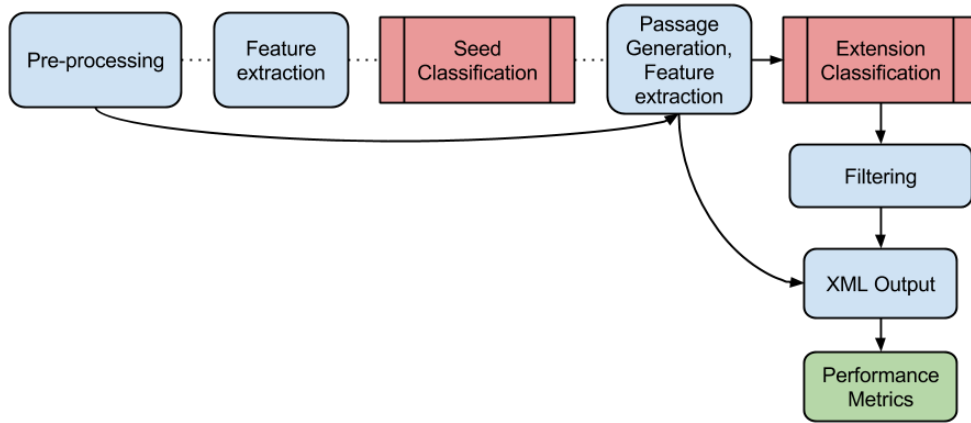 Pre-processing
Feature
extraction
Seed
Classification
Passage
Generation,
Feature
extraction
Extension
Classification
Filtering
XML Output
Performance
Metrics